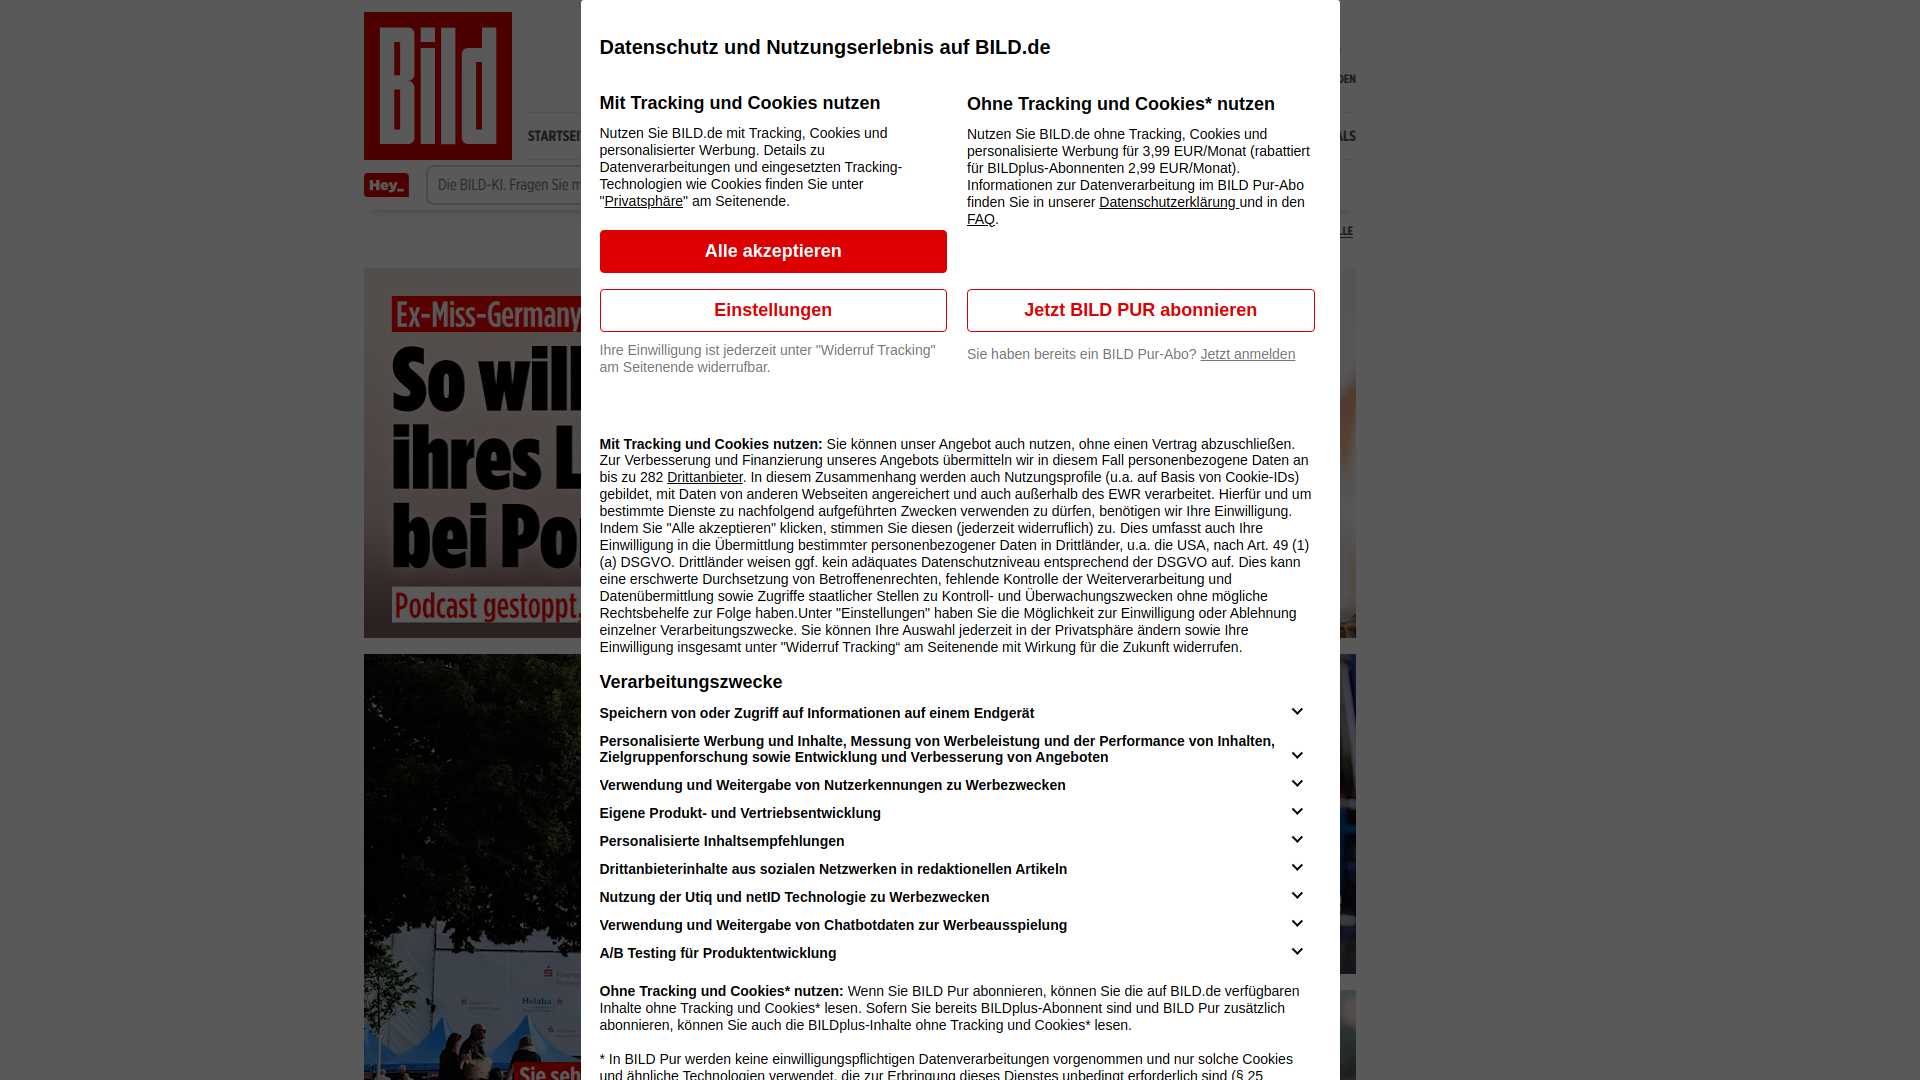 Datenschutz und Nutzungserlebnis auf BILD.de
Bild
STARTSEI
Hey_
Die BILD-KI. Fragen Sie m
Ex-Miss-Germany
So will
ihres L
bei Po
Podcast gestoppt.
Sie seh
Helaba
DEN
ALS
LLE
Mit Tracking und Cookies nutzen
Nutzen Sie BILD.de mit Tracking, Cookies und
personalisierter Werbung. Details zu
Datenverarbeitungen und eingesetzten Tracking-
Technologien wie Cookies finden Sie unter
"Privatsphäre" am Seitenende.
Alle akzeptieren
Einstellungen
Ihre Einwilligung ist jederzeit unter "Widerruf Tracking"
am Seitenende widerrufbar.
Ohne Tracking und Cookies* nutzen
Nutzen Sie BILD.de ohne Tracking, Cookies und
personalisierte Werbung für 3,99 EUR/Monat (rabattiert
für BILDplus-Abonnenten 2,99 EUR/Monat).
Informationen zur Datenverarbeitung im BILD Pur-Abo
finden Sie in unserer Datenschutzerklärung und in den
FAQ.
Jetzt BILD PUR abonnieren
Sie haben bereits ein BILD Pur-Abo? Jetzt anmelden
Mit Tracking und Cookies nutzen: Sie können unser Angebot auch nutzen, ohne einen Vertrag abzuschließen.
Zur Verbesserung und Finanzierung unseres Angebots übermitteln wir in diesem Fall personenbezogene Daten an
bis zu 282 Drittanbieter. In diesem Zusammenhang werden auch Nutzungsprofile (u.a. auf Basis von Cookie-IDs)
gebildet, mit Daten von anderen Webseiten angereichert und auch außerhalb des EWR verarbeitet. Hierfür und um
bestimmte Dienste zu nachfolgend aufgeführten Zwecken verwenden zu dürfen, benötigen wir Ihre Einwilligung.
Indem Sie "Alle akzeptieren" klicken, stimmen Sie diesen (jederzeit widerruflich) zu. Dies umfasst auch Ihre
Einwilligung in die Übermittlung bestimmter personenbezogener Daten in Drittländer, u.a. die USA, nach Art. 49 (1)
(a) DSGVO. Drittländer weisen ggf. kein adäquates Datenschutzniveau entsprechend der DSGVO auf. Dies kann
eine erschwerte Durchsetzung von Betroffenenrechten, fehlende Kontrolle der Weiterverarbeitung und
Datenübermittlung sowie Zugriffe staatlicher Stellen zu Kontroll- und Überwachungszwecken ohne mögliche
Rechtsbehelfe zur Folge haben.Unter "Einstellungen" haben Sie die Möglichkeit zur Einwilligung oder Ablehnung
einzelner Verarbeitungszwecke. Sie können Ihre Auswahl jederzeit in der Privatsphäre ändern sowie Ihre
Einwilligung insgesamt unter "Widerruf Tracking“ am Seitenende mit Wirkung für die Zukunft widerrufen.
Verarbeitungszwecke
Speichern von oder Zugriff auf Informationen auf einem Endgerät
Personalisierte Werbung und Inhalte, Messung von Werbeleistung und der Performance von Inhalten,
Zielgruppenforschung sowie Entwicklung und Verbesserung von Angeboten
Verwendung und Weitergabe von Nutzerkennungen zu Werbezwecken
Eigene Produkt- und Vertriebsentwicklung
Personalisierte Inhaltsempfehlungen
Drittanbieterinhalte aus sozialen Netzwerken in redaktionellen Artikeln
Nutzung der Utiq und netID Technologie zu Werbezwecken
Verwendung und Weitergabe von Chatbotdaten zur Werbeausspielung
A/B Testing für Produktentwicklung
Ohne Tracking und Cookies* nutzen: Wenn Sie BILD Pur abonnieren, können Sie die auf BILD.de verfügbaren
Inhalte ohne Tracking und Cookies* lesen. Sofern Sie bereits BILDplus-Abonnent sind und BILD Pur zusätzlich
abonnieren, können Sie auch die BILDplus-Inhalte ohne Tracking und Cookies* lesen.
* In BILD Pur werden keine einwilligungspflichtigen Datenverarbeitungen vorgenommen und nur solche Cookies
und ähnliche Technologien verwendet, die zur Erbringung dieses Dienstes unbedingt erforderlich sind (§ 25